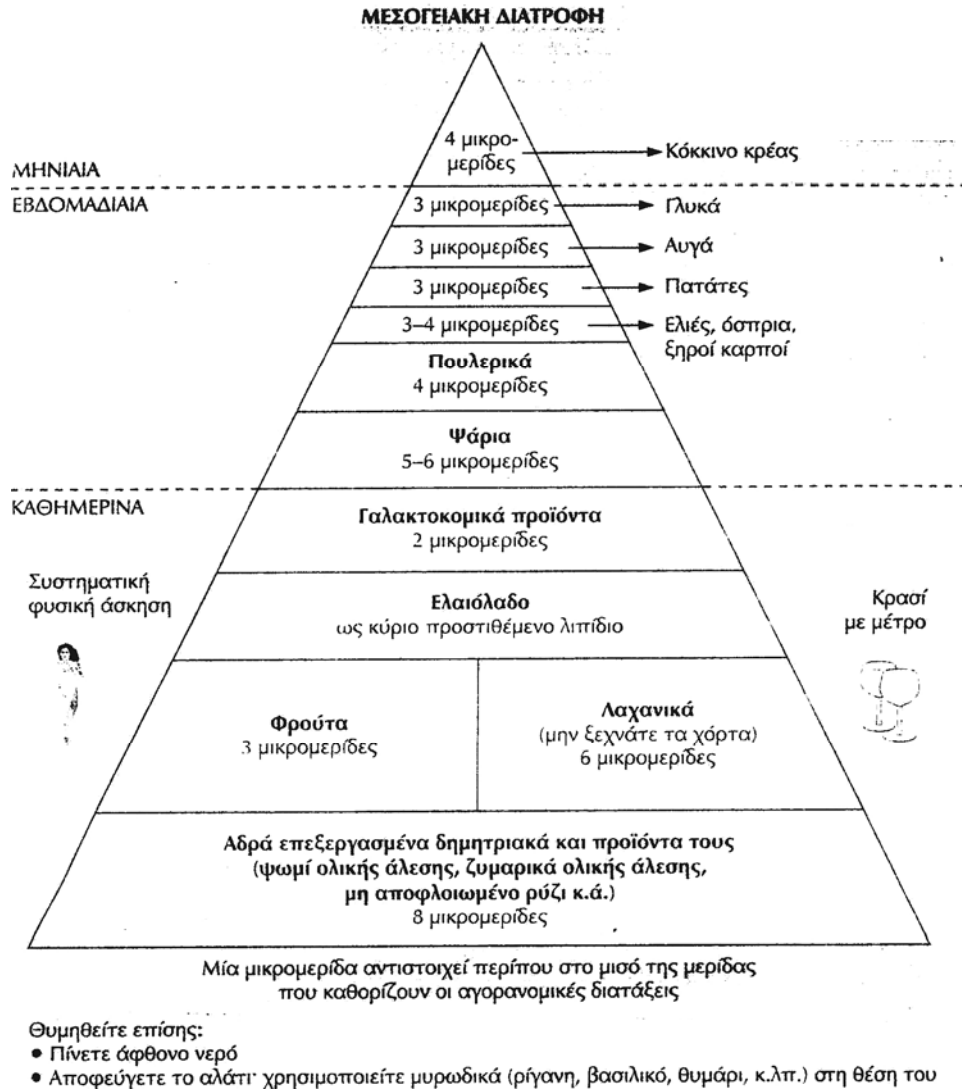 ΜΕΣΟΓΕΙΑΚΗ ΔΙΑΤΡΟΦΗ
4 μικρο-
μερίδες
Κόκκινο κρέας
ΜΗΝΙΑΙΑ
ΕΒΔΟΜΑΔΙΑΙΑ
3 μικρομερίδες
Γλυκά
3 μικρομερίδες
Αυγά
3 μικρομερίδες
Πατάτες
3–4 μικρομερίδες
Ελιές, όσπρια,
ξηροί καρποί
Πουλερικά
4 μικρομερίδες
Ψάρια
5–6 μικρομερίδες
ΚΑΘΗΜΕΡΙΝΑ
Γαλακτοκομικά προϊόντα
2 μικρομερίδες
Συστηματική
φυσική άσκηση
Ελαιόλαδο
ως κύριο προστιθέμενο λιπίδιο
Κρασί
με μέτρο
Φρούτα
3 μικρομερίδες
Λαχανικά
(μην ξεχνάτε τα χόρτα)
6 μικρομερίδες
Αδρά επεξεργασμένα δημητριακά και προϊόντα τους
(ψωμί ολικής άλεσης, ζυμαρικά ολικής άλεσης,
μη αποφλοιωμένο ρύζι κ.ά.)
8 μικρομερίδες
Μία μικρομερίδα αντιστοιχεί περίπου στο μισό της μερίδας
που καθορίζουν οι αγορανομικές διατάξεις
Θυμηθείτε επίσης:
• Πίνετε άφθονο νερό
• Αποφεύγετε το αλάτι· χρησιμοποιείτε μυρωδικά (ρίγανη, βασιλικό, θυμάρι, κ.λπ.) στη θέση του